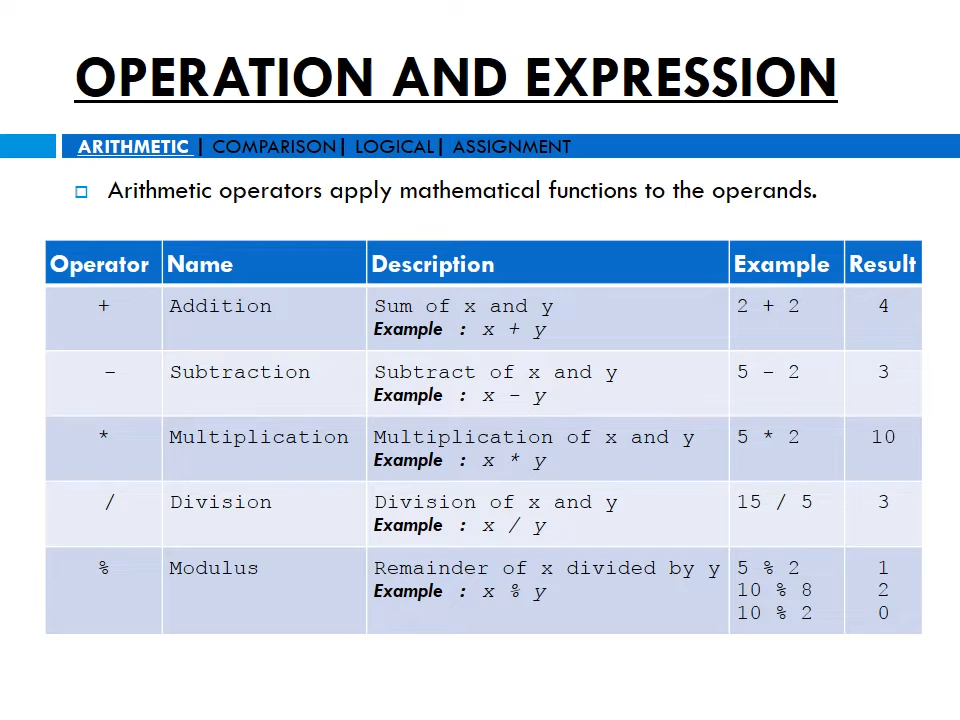 OPERATION AND EXPRESSION
ARITHMETIC | COMPARISON| LOGICAL| ASSIGNMENT
Arithmetic operators apply mathematical functions to the operands.
Operator Name Description Example Result
+ Addition Sum of x and y 2 + 2 4
Example : x + y
- Subtraction Subtract of x and y 5 - 2 3
Example : x - y
* Multiplication Multiplication of x and y 5 * 2 10
Example : x * y
/ Division Division of x and y 15 / 5 3
Example : x / y
% Modulus Remainder of x divided by y 5 % 2 1
Example : x % y 10 % 8 2
10 % 2 0